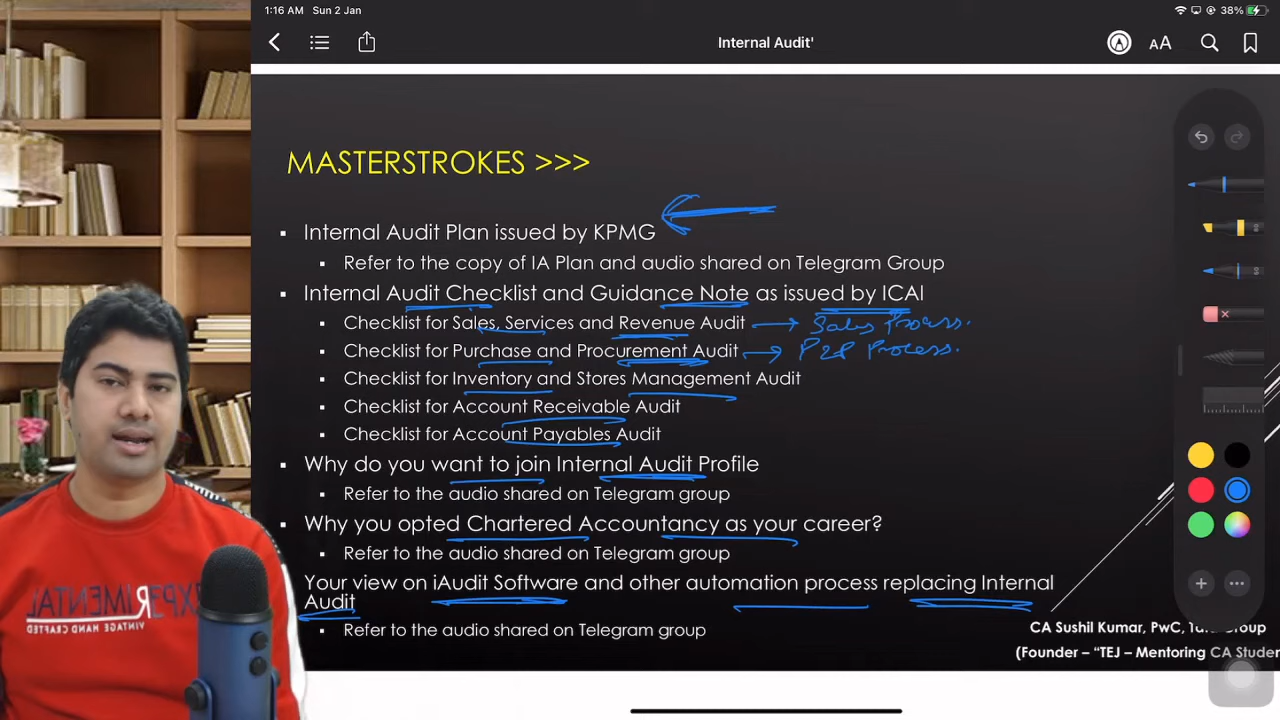 1:16 AM Sun 2 Jan
38%
Internal Audit'
AA
MASTERSTROKES >>>
▪ Internal Audit Plan issued by KPMG
▪ Refer to the copy of IA Plan and audio shared on Telegram Group
▪ Internal Audit Checklist and Guidance Note as issued by ICAI
▪ Checklist for Sales, Services and Revenue Audit → Sales Process.
▪ Checklist for Purchase and Procurement Audit → P2P Process.
▪ Checklist for Inventory and Stores Management Audit
▪ Checklist for Account Receivable Audit
▪ Checklist for Account Payables Audit
▪ Why do you want to join Internal Audit Profile
▪ Refer to the audio shared on Telegram group
▪ Why you opted Chartered Accountancy as your career?
▪ Refer to the audio shared on Telegram group
Your view on iAudit Software and other automation process replacing Internal
Audit
▪ Refer to the audio shared on Telegram group
CA Sushil Kumar, PwC, Tata Group
(Founder – "TEJ – Mentoring CA Studen
EXPERIMENTAL
VINTAGE HAND CRAFTED